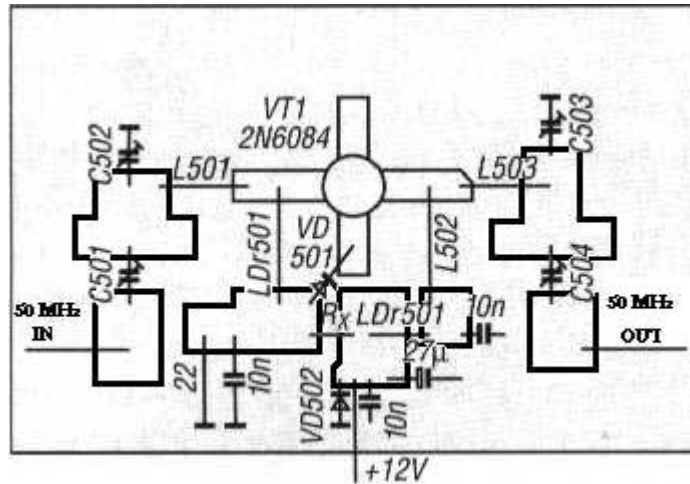 VT1
2N6084
C502
C503
L501
L503
LDr501
VD
501
L502
C501
C504
50 MHz
IN
50 MHz
OUT
Rx
LDr501
10n
27μ
22
10n
VD502
10n
+12V